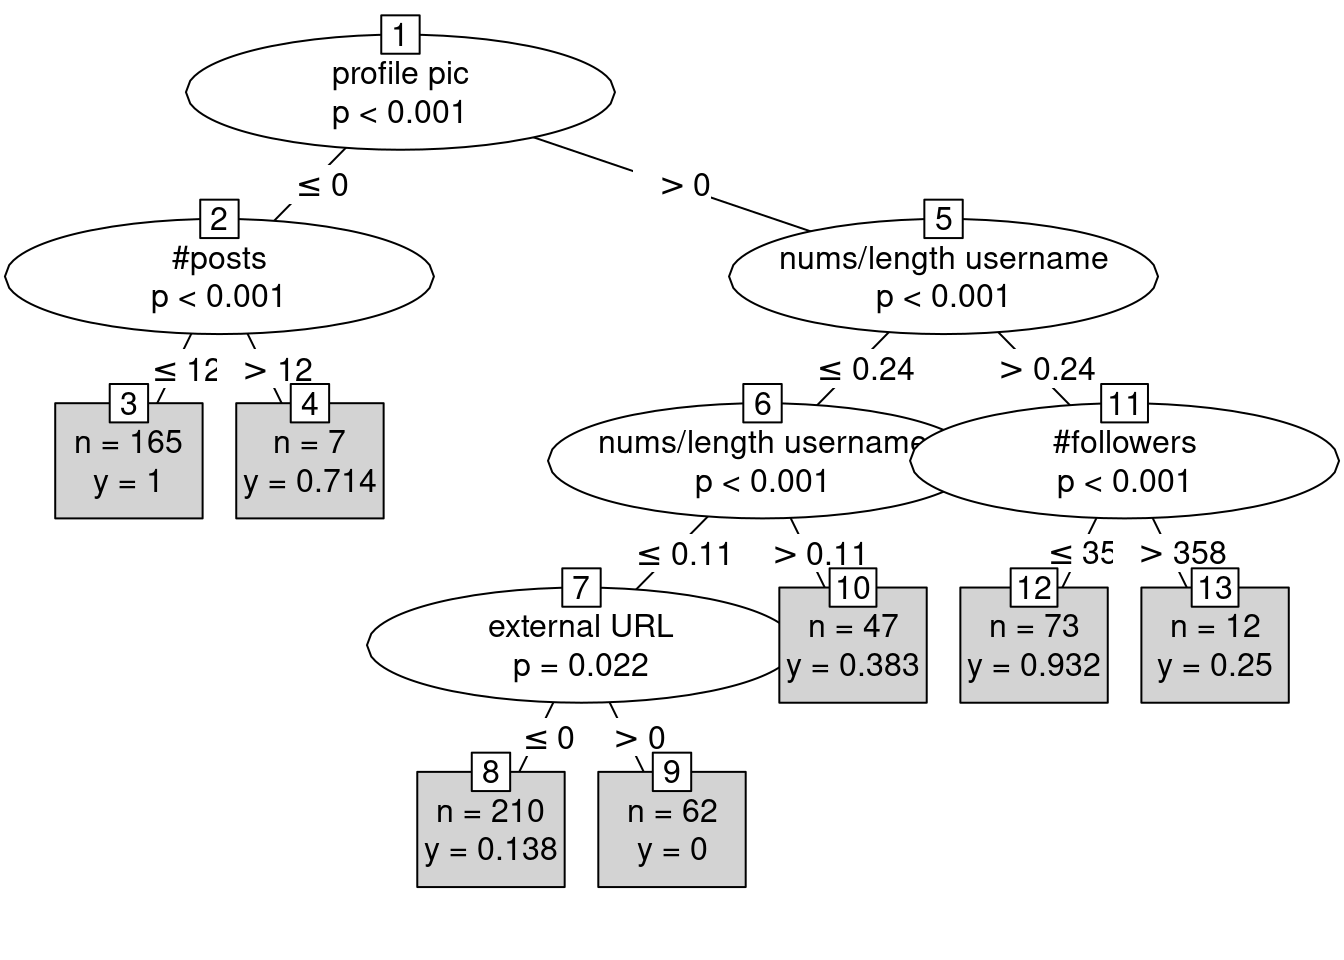 1
profile pic
p < 0.001
≤ 0
> 0
2
#posts
p < 0.001
5
nums/length username
p < 0.001
≤ 12
> 12
≤ 0.24
> 0.24
3
n = 165
y = 1
4
n = 7
y = 0.714
6
nums/length username
p < 0.001
11
#followers
p < 0.001
≤ 0.11
> 0.11
≤ 35
> 358
7
external URL
p = 0.022
10
n = 47
y = 0.383
12
n = 73
y = 0.932
13
n = 12
y = 0.25
≤ 0
> 0
8
n = 210
y = 0.138
9
n = 62
y = 0